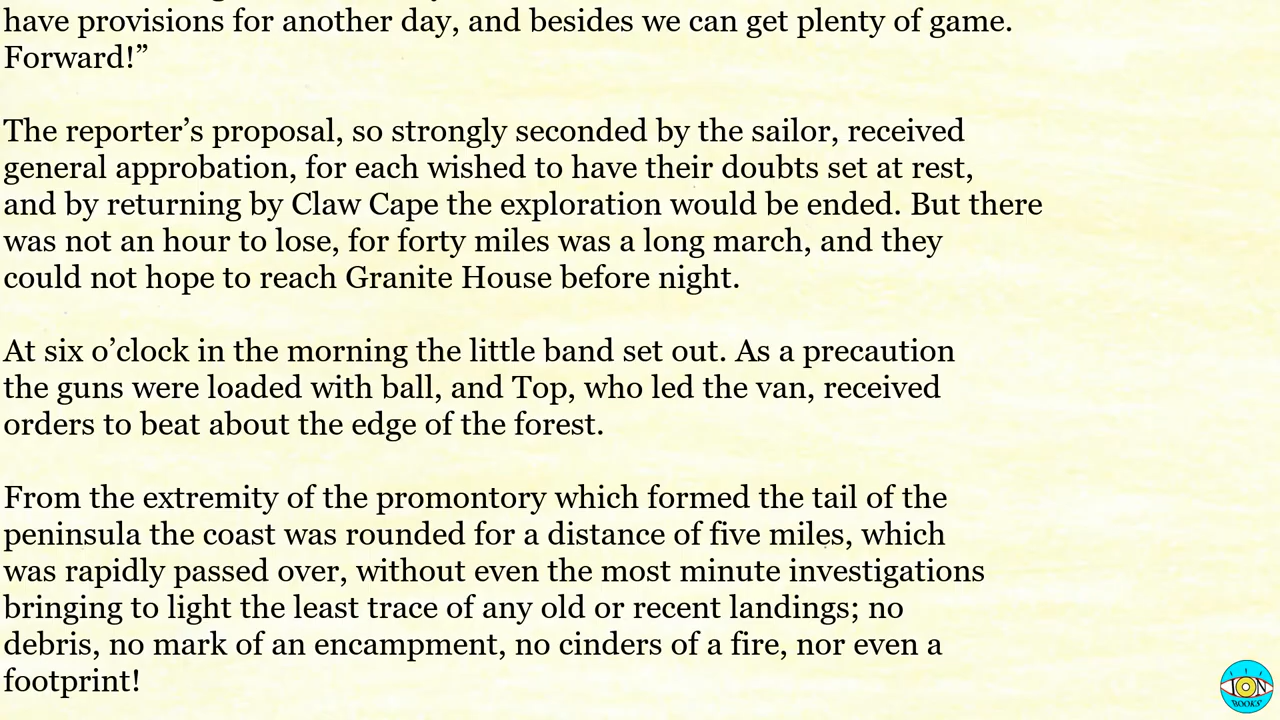 have provisions for another day, and besides we can get plenty of game.
Forward!”
The reporter’s proposal, so strongly seconded by the sailor, received
general approbation, for each wished to have their doubts set at rest,
and by returning by Claw Cape the exploration would be ended. But there
was not an hour to lose, for forty miles was a long march, and they
could not hope to reach Granite House before night.
At six o’clock in the morning the little band set out. As a precaution
the guns were loaded with ball, and Top, who led the van, received
orders to beat about the edge of the forest.
From the extremity of the promontory which formed the tail of the
peninsula the coast was rounded for a distance of five miles, which
was rapidly passed over, without even the most minute investigations
bringing to light the least trace of any old or recent landings; no
debris, no mark of an encampment, no cinders of a fire, nor even a
footprint!
ION
BOOKS